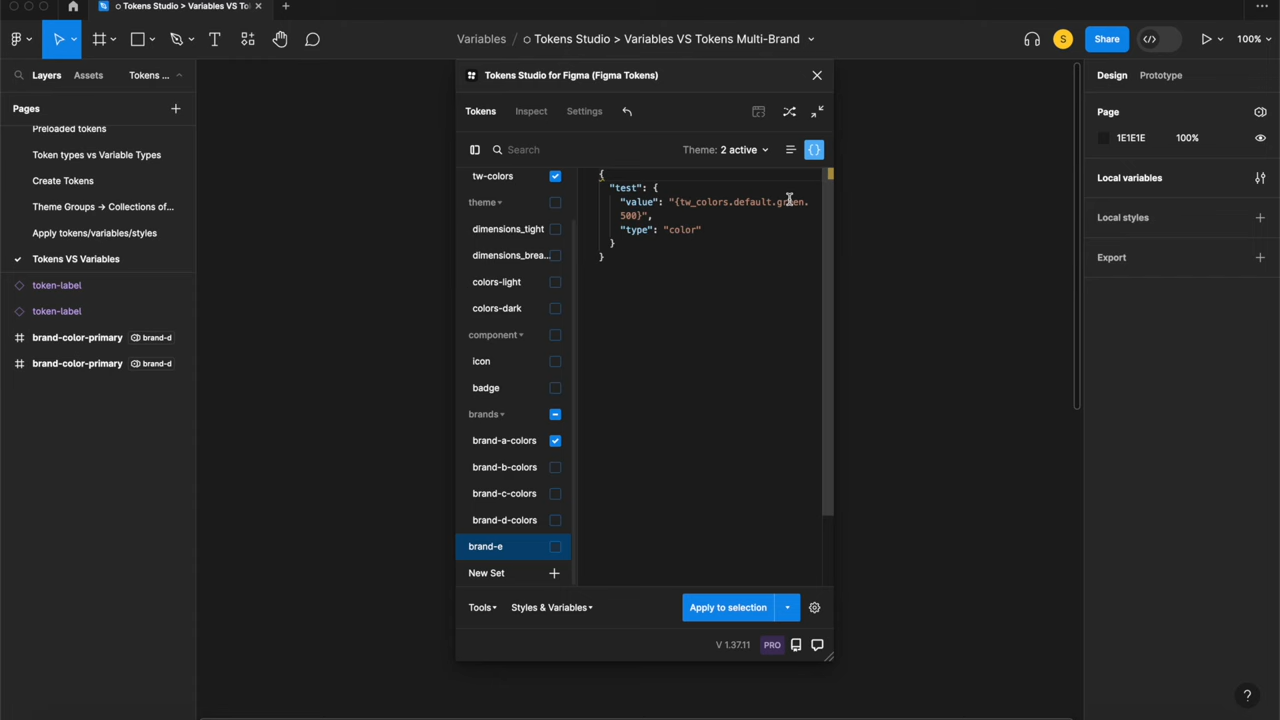 Tokens Studio > Variables VS To
Variables / Tokens Studio > Variables VS Tokens Multi-Brand
S
Share
100%
Layers
Assets
Tokens ...
Pages
Preloaded tokens
Token types vs Variable Types
Create Tokens
Theme Groups → Collections of...
Apply tokens/variables/styles
Tokens VS Variables
token-label
token-label
brand-color-primary brand-d
brand-color-primary brand-d
Tokens Studio for Figma (Figma Tokens)
Tokens
Inspect
Settings
Search
Theme: 2 active
tw-colors
theme
dimensions_tight
dimensions_brea...
colors-light
colors-dark
component
icon
badge
brands
brand-a-colors
brand-b-colors
brand-c-colors
brand-d-colors
brand-e
New Set
{
"test": {
"value": "{tw_colors.default.green.
500}",
"type": "color"
}
}
Tools
Styles & Variables
Apply to selection
V 1.37.11
PRO
Design
Prototype
Page
1E1E1E
100%
Local variables
Local styles
Export
?